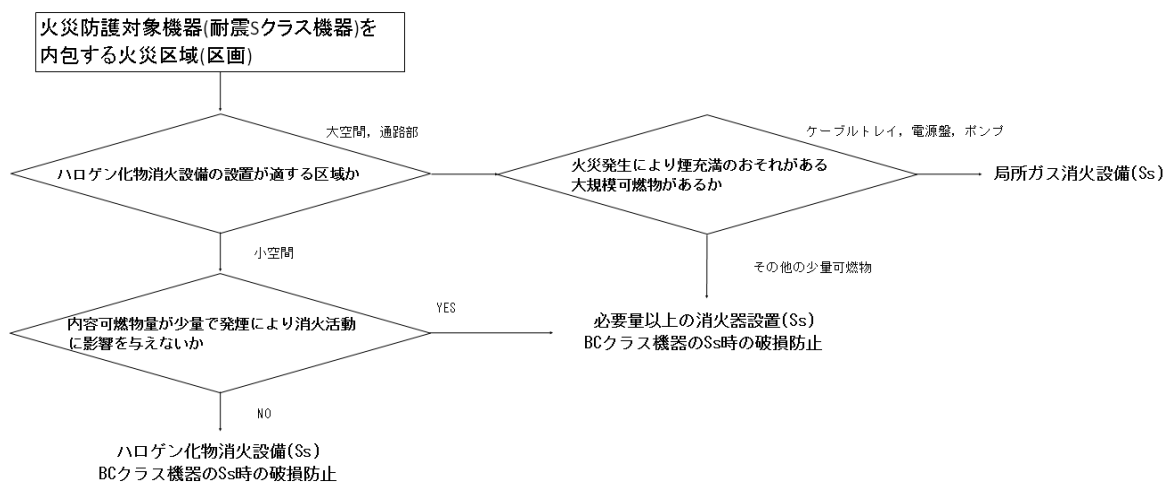 火災防護対象機器(耐震Sクラス機器)を
内包する火災区域(区画)
大空間，通路部
ケーブルトレイ，電源盤，ポンプ
ハロゲン化物消火設備の設置が適する区域か
火災発生により煙充満のおそれがある
大規模可燃物があるか
局所ガス消火設備(Ss)
小空間
その他の少量可燃物
内容可燃物量が少量で発煙により消火活動
に影響を与えないか
YES
必要量以上の消火器設置(Ss)
BCクラス機器のSs時の破損防止
NO
ハロゲン化物消火設備(Ss)
BCクラス機器のSs時の破損防止